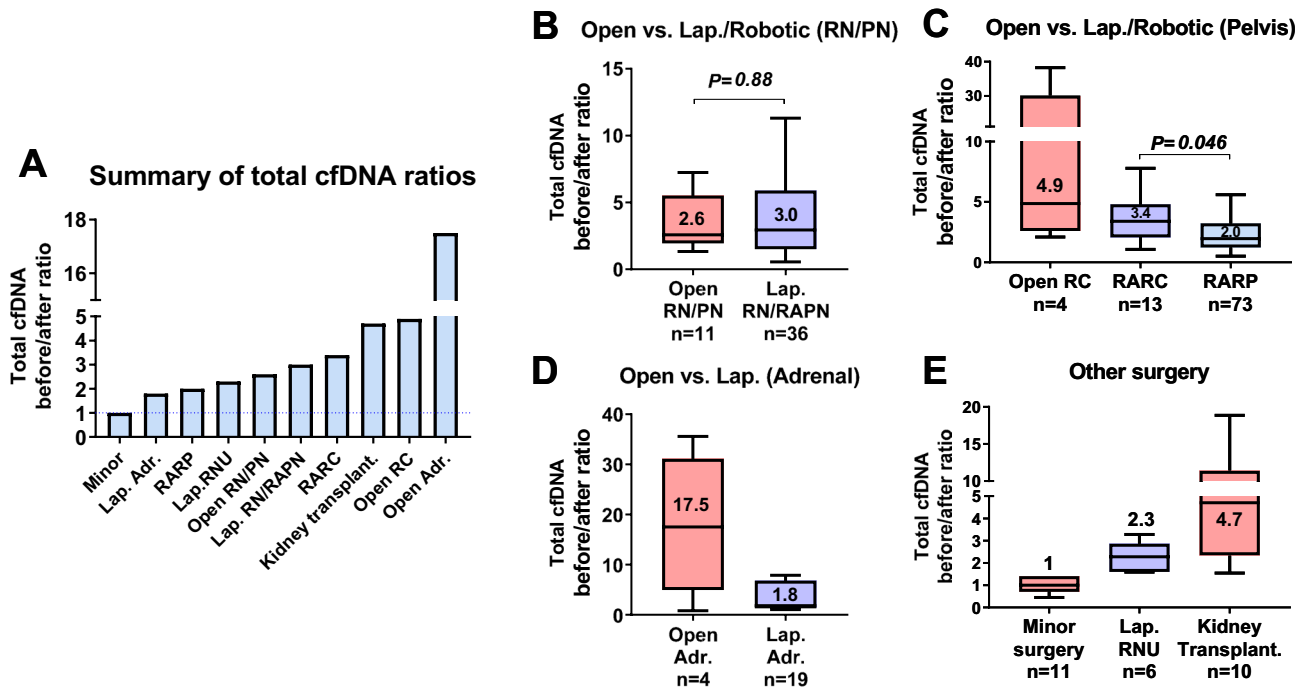 A
Summary of total cfDNA ratios
Total cfDNA
before/after ratio
18
16
5
4
3
2
1
0
Minor
Lap. Adr.
RARP
Lap.RNU
Open RN/PN
Lap. RN/RAPN
RARC
Kidney transplant.
Open RC
Open Adr.
B
Open vs. Lap./Robotic (RN/PN)
Total cfDNA
before/after ratio
15
10
5
0
P=0.88
2.6
3.0
Open
RN/PN
n=11
Lap.
RN/RAPN
n=36
C
Open vs. Lap./Robotic (Pelvis)
Total cfDNA
before/after ratio
40
30
10
5
0
P=0.046
4.9
3.4
2.0
Open RC
n=4
RARC
n=13
RARP
n=73
D
Open vs. Lap. (Adrenal)
Total cfDNA
before/after ratio
40
30
20
10
0
17.5
1.8
Open
Adr.
n=4
Lap.
Adr.
n=19
E
Other surgery
Total cfDNA
before/after ratio
20
15
10
5
4
3
2
1
0
1
2.3
4.7
Minor
surgery
n=11
Lap.
RNU
n=6
Kidney
Transplant.
n=10